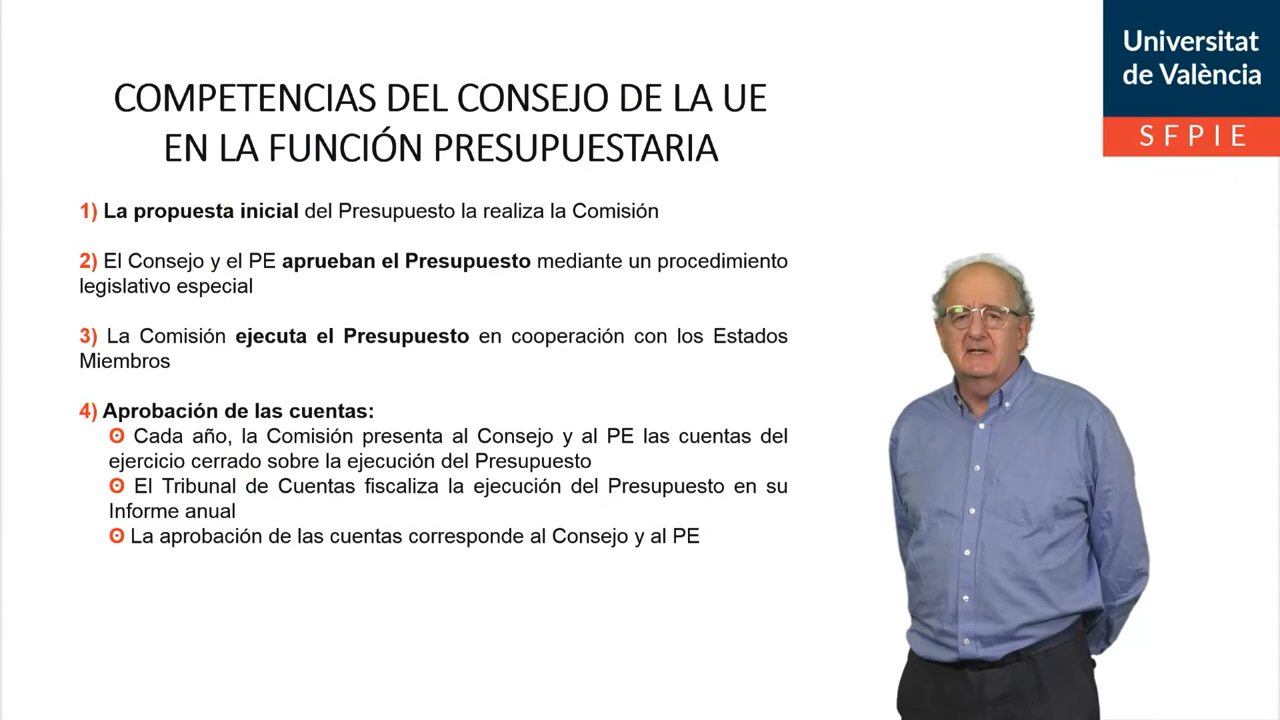 Universitat
de València
SFPIE
COMPETENCIAS DEL CONSEJO DE LA UE
EN LA FUNCIÓN PRESUPUESTARIA
1) La propuesta inicial del Presupuesto la realiza la Comisión
2) El Consejo y el PE aprueban el Presupuesto mediante un procedimiento
legislativo especial
3) La Comisión ejecuta el Presupuesto en cooperación con los Estados
Miembros
4) Aprobación de las cuentas:
ʘ Cada año, la Comisión presenta al Consejo y al PE las cuentas del
ejercicio cerrado sobre la ejecución del Presupuesto
ʘ El Tribunal de Cuentas fiscaliza la ejecución del Presupuesto en su
Informe anual
ʘ La aprobación de las cuentas corresponde al Consejo y al PE